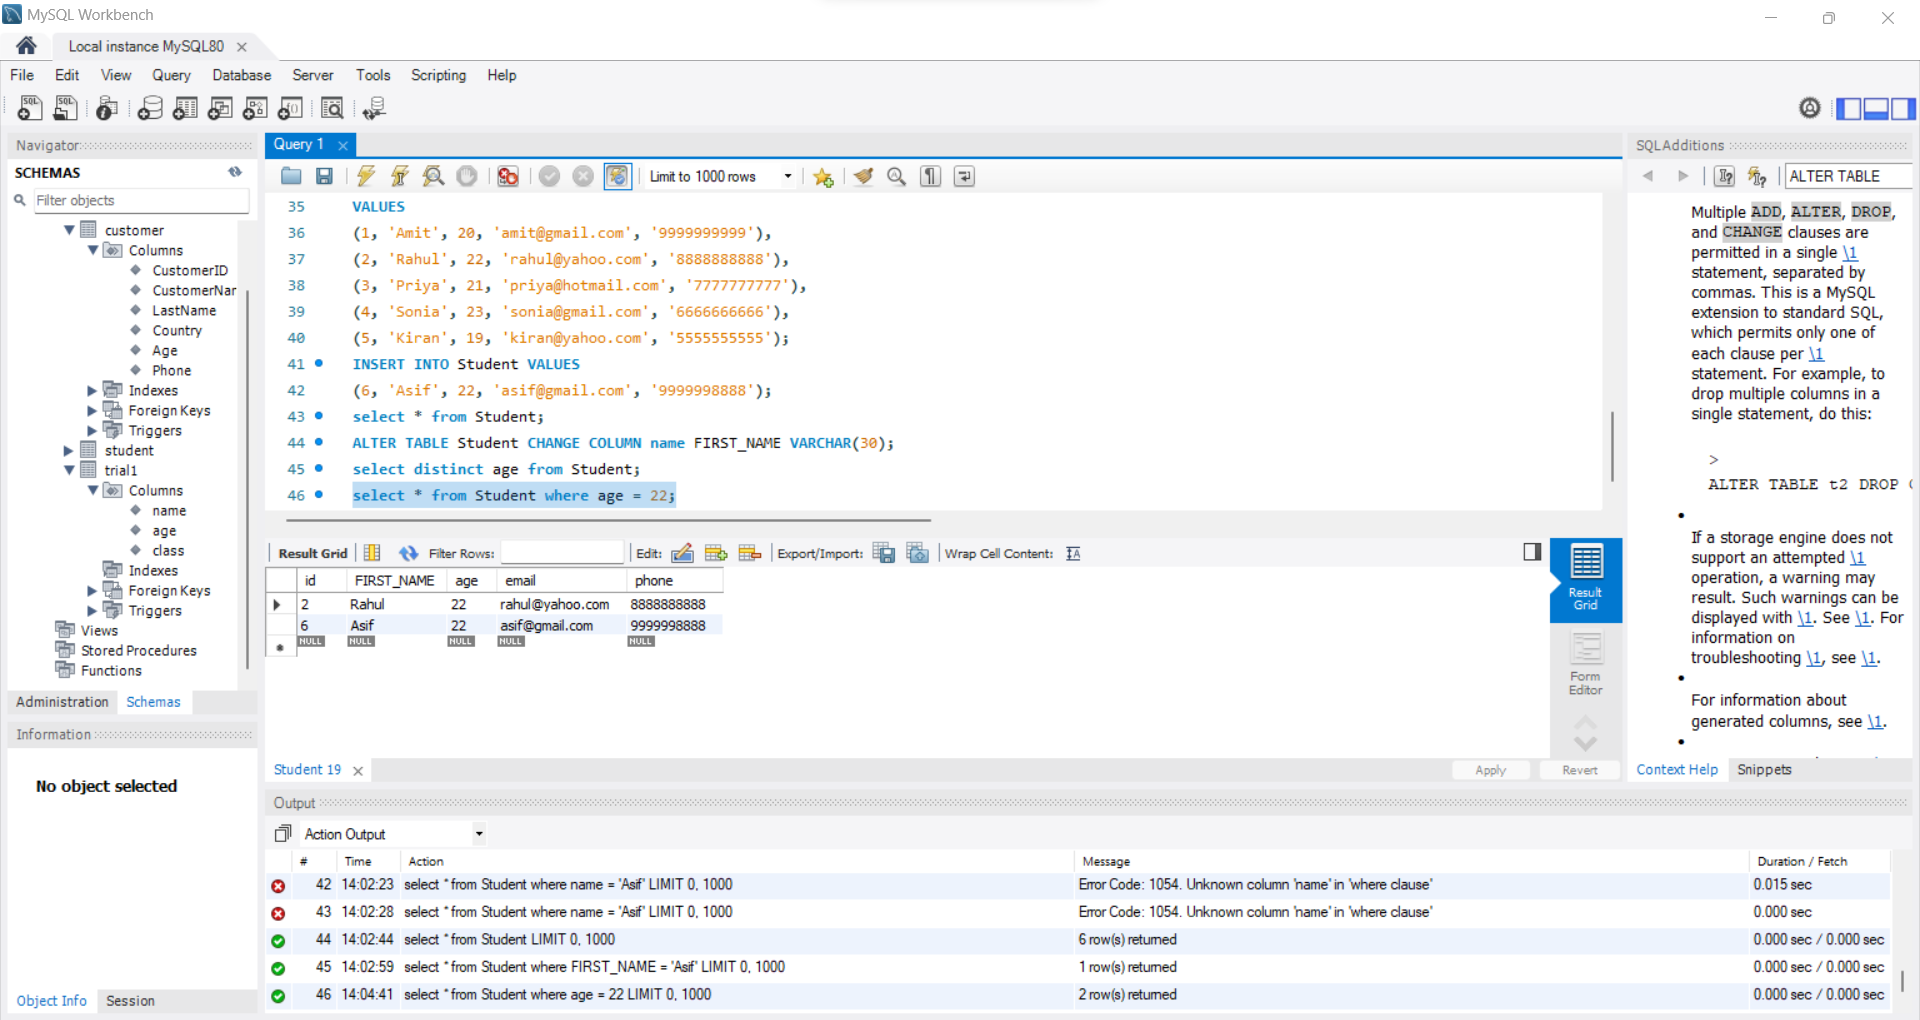 MySQL Workbench
Local instance MySQL80
File Edit View Query Database Server Tools Scripting Help
Navigator
SCHEMAS
Filter objects
customer
Columns
CustomerID
CustomerNar
LastName
Country
Age
Phone
Indexes
Foreign Keys
Triggers
student
trial1
Columns
name
age
class
Indexes
Foreign Keys
Triggers
Views
Stored Procedures
Functions
Administration Schemas
Information
No object selected
Object Info Session
Query 1
Limit to 1000 rows
35 VALUES
36 (1, 'Amit', 20, 'amit@gmail.com', '9999999999'),
37 (2, 'Rahul', 22, 'rahul@yahoo.com', '8888888888'),
38 (3, 'Priya', 21, 'priya@hotmail.com', '7777777777'),
39 (4, 'Sonia', 23, 'sonia@gmail.com', '6666666666'),
40 (5, 'Kiran', 19, 'kiran@yahoo.com', '5555555555');
41 INSERT INTO Student VALUES
42 (6, 'Asif', 22, 'asif@gmail.com', '9999998888');
43 select * from Student;
44 ALTER TABLE Student CHANGE COLUMN name FIRST_NAME VARCHAR(30);
45 select distinct age from Student;
46 select * from Student where age = 22;
Result Grid Filter Rows: Edit: Export/Import: Wrap Cell Content:
id FIRST_NAME age email phone
2 Rahul 22 rahul@yahoo.com 8888888888
6 Asif 22 asif@gmail.com 9999998888
NULL NULL NULL NULL NULL
Result
Grid
Form
Editor
Student 19
Apply Revert
SQLAdditions
ALTER TABLE
Multiple ADD, ALTER, DROP,
and CHANGE clauses are
permitted in a single \1
statement, separated by
commas. This is a MySQL
extension to standard SQL,
which permits only one of
each clause per \1
statement. For example, to
drop multiple columns in a
single statement, do this:
>
ALTER TABLE t2 DROP
If a storage engine does not
support an attempted \1
operation, a warning may
result. Such warnings can be
displayed with \1. See \1. For
information on
troubleshooting \1, see \1.
For information about
generated columns, see \1.
Context Help Snippets
Output
Action Output
# Time Action Message Duration / Fetch
42 14:02:23 select * from Student where name = 'Asif' LIMIT 0, 1000 Error Code: 1054. Unknown column 'name' in 'where clause' 0.015 sec
43 14:02:28 select * from Student where name = 'Asif' LIMIT 0, 1000 Error Code: 1054. Unknown column 'name' in 'where clause' 0.000 sec
44 14:02:44 select * from Student LIMIT 0, 1000 6 row(s) returned 0.000 sec / 0.000 sec
45 14:02:59 select * from Student where FIRST_NAME = 'Asif' LIMIT 0, 1000 1 row(s) returned 0.000 sec / 0.000 sec
46 14:04:41 select * from Student where age = 22 LIMIT 0, 1000 2 row(s) returned 0.000 sec / 0.000 sec